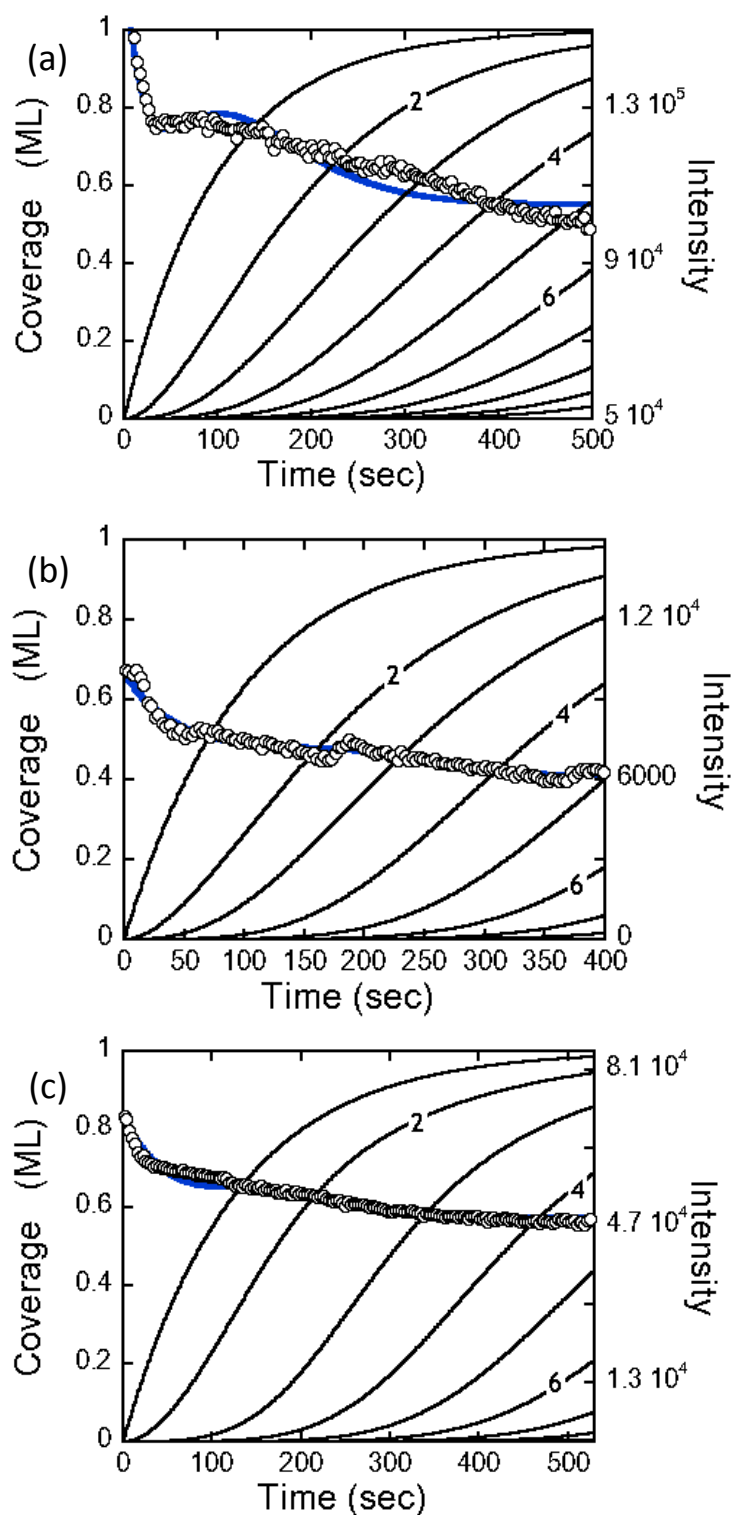 (a)
Coverage (ML)
1
0.8
0.6
0.4
0.2
0
2
4
6
1.3 10⁵
9 10⁴
5 10⁴
Intensity
0 100 200 300 400 500
Time (sec)
(b)
Coverage (ML)
1
0.8
0.6
0.4
0.2
0
2
4
6
1.2 10⁴
6000
0
Intensity
0 50 100 150 200 250 300 350 400
Time (sec)
(c)
Coverage (ML)
1
0.8
0.6
0.4
0.2
0
2
4
6
8.1 10⁴
4.7 10⁴
1.3 10⁴
Intensity
0 100 200 300 400 500
Time (sec)